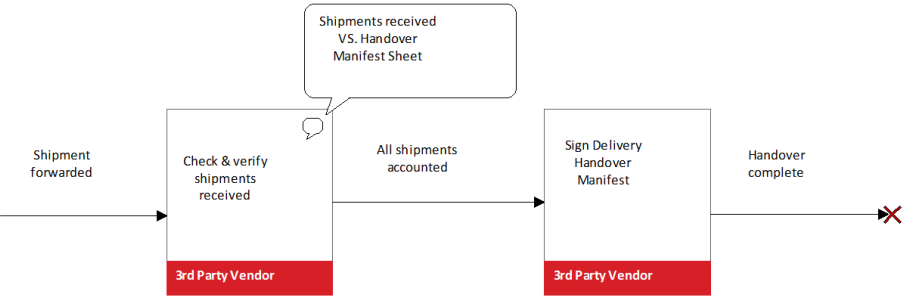 Shipments received
VS. Handover
Manifest Sheet
Shipment
forwarded
Check & verify
shipments
received
3rd Party Vendor
All shipments
accounted
Sign Delivery
Handover
Manifest
3rd Party Vendor
Handover
complete